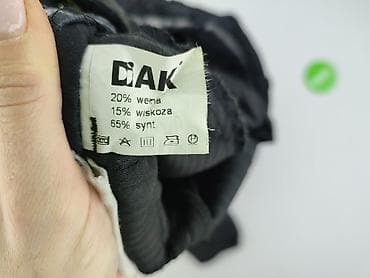 DAK
20% wełna
15% wiskoza
65% synt